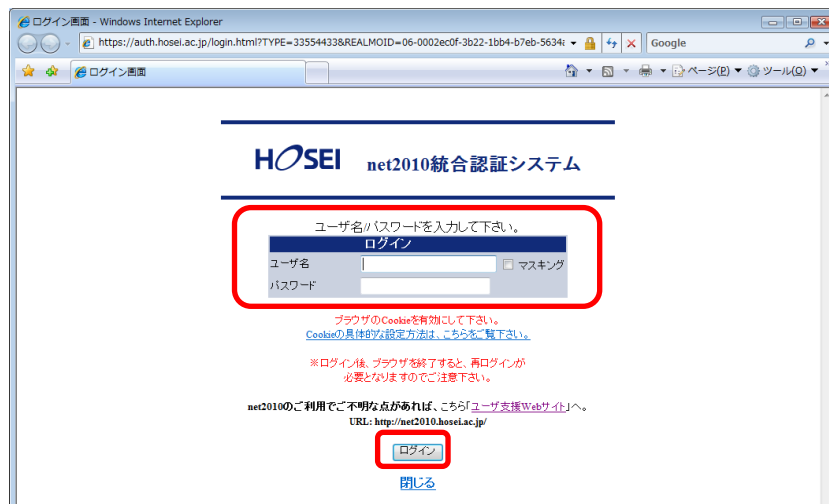 ログイン画面 - Windows Internet Explorer
https://auth.hosei.ac.jp/login.html?TYPE=33554433&REALMOID=06-0002ec0f-3b22-1bb4-b7eb-5634
Google
ログイン画面
ページ(P) ツール(O)
HOSEI net2010統合認証システム
ユーザ名/パスワードを入力して下さい。
ログイン
ユーザ名 マスキング
パスワード
ブラウザのCookieを有効にして下さい。
Cookieの具体的な設定方法は、こちらをご覧下さい。
※ログイン後、ブラウザを終了すると、再ログインが
必要となりますのでご注意下さい。
net2010のご利用でご不明な点があれば、こちら「ユーザ支援Webサイト」へ。
URL: http://net2010.hosei.ac.jp/
ログイン
閉じる